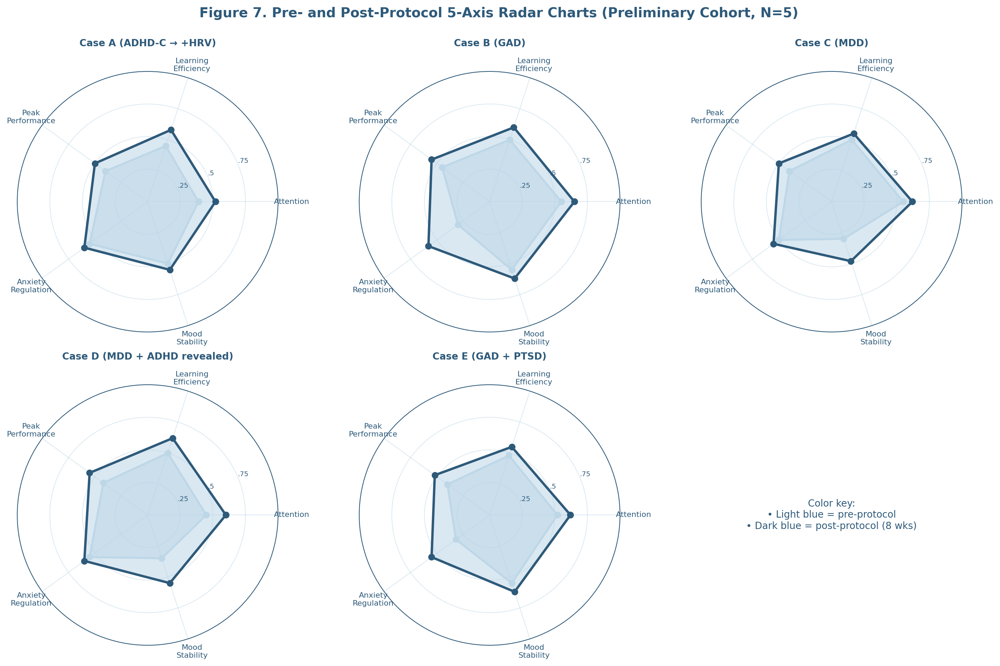 Figure 7. Pre- and Post-Protocol 5-Axis Radar Charts (Preliminary Cohort, N=5)
Case A (ADHD-C → +HRV)
Learning
Efficiency
Peak
Performance
.75
.5
.25
Attention
Anxiety
Regulation
Mood
Stability
Case B (GAD)
Learning
Efficiency
Peak
Performance
.75
.5
.25
Attention
Anxiety
Regulation
Mood
Stability
Case C (MDD)
Learning
Efficiency
Peak
Performance
.75
.5
.25
Attention
Anxiety
Regulation
Mood
Stability
Case D (MDD + ADHD revealed)
Learning
Efficiency
Peak
Performance
.75
.5
.25
Attention
Anxiety
Regulation
Mood
Stability
Case E (GAD + PTSD)
Learning
Efficiency
Peak
Performance
.75
.5
.25
Attention
Anxiety
Regulation
Mood
Stability
Color key:
• Light blue = pre-protocol
• Dark blue = post-protocol (8 wks)